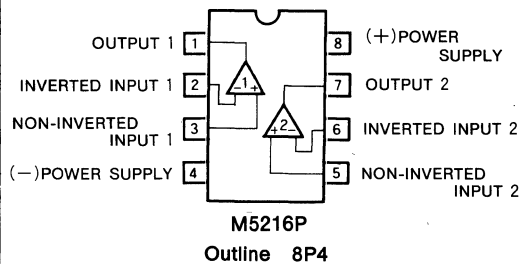 OUTPUT 1 1
8 (+)POWER
SUPPLY
INVERTED INPUT 1 2
−1+
7 OUTPUT 2
NON-INVERTED
INPUT 1 3
+2−
6 INVERTED INPUT 2
(−)POWER SUPPLY 4
5 NON-INVERTED
INPUT 2
M5216P
Outline 8P4